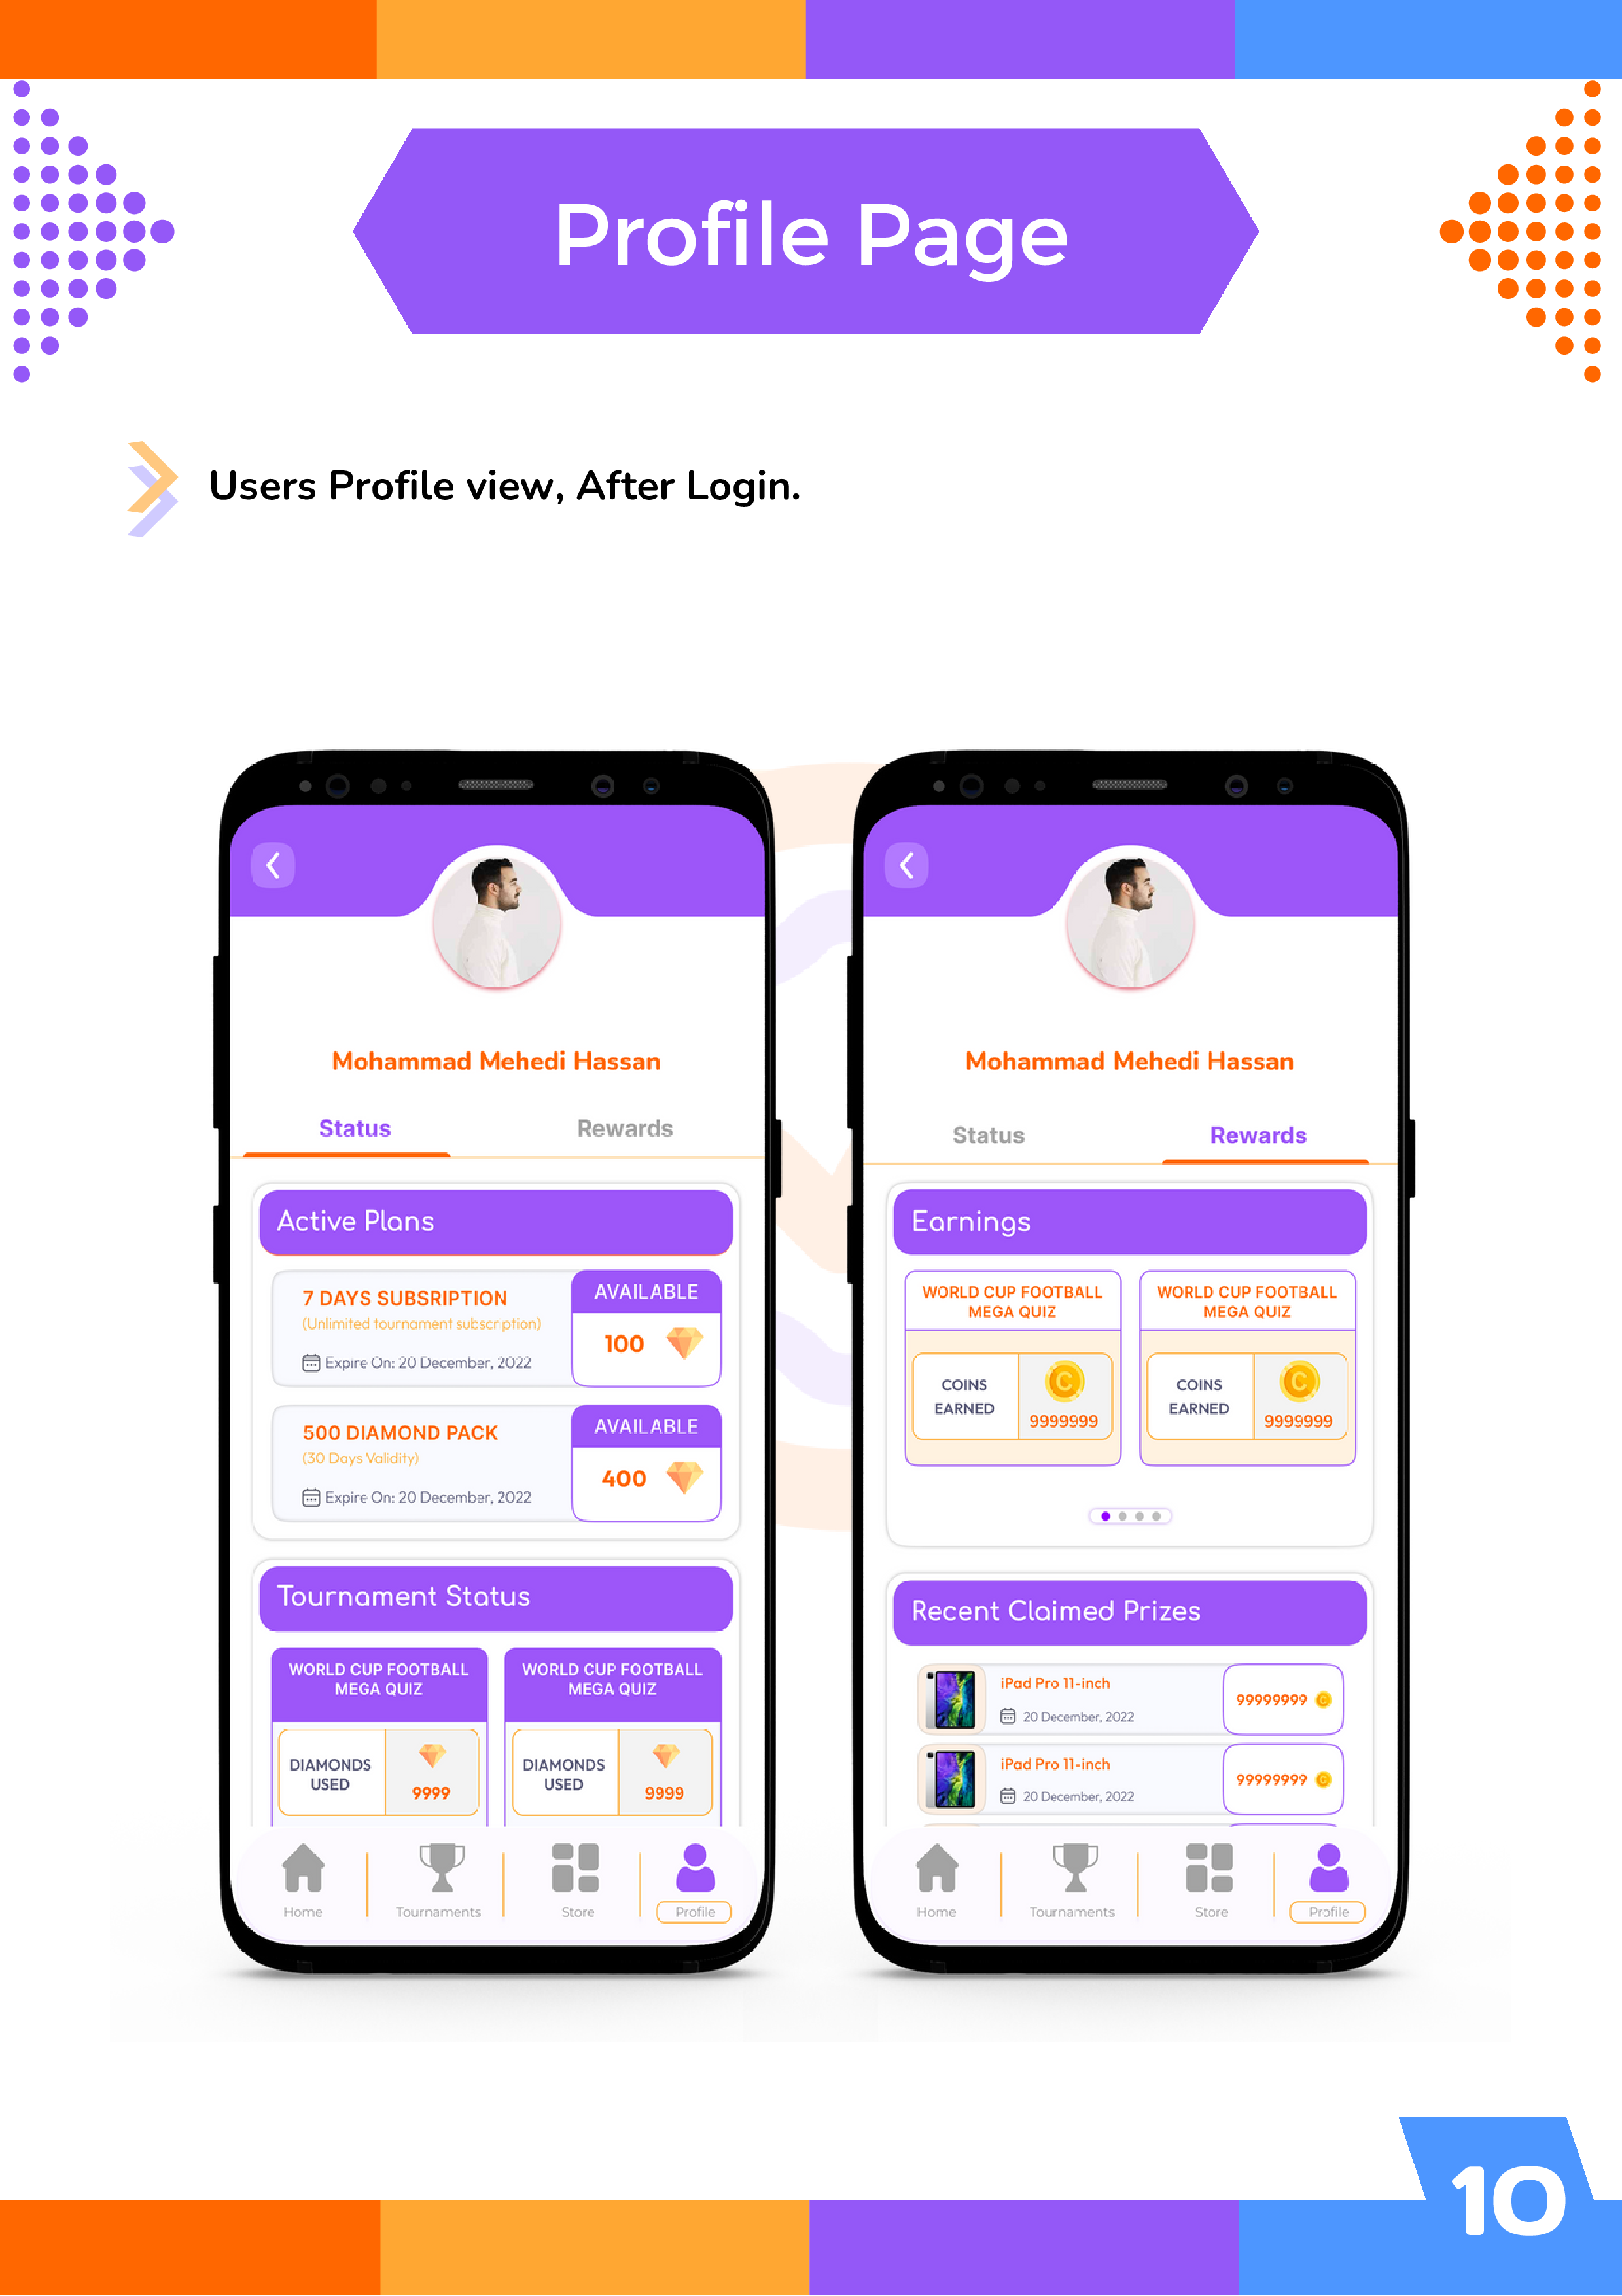 Profile Page
Users Profile view, After Login.
Mohammad Mehedi Hassan
Status
Rewards
Active Plans
7 DAYS SUBSRIPTION
(Unlimited tournament subscription)
Expire On: 20 December, 2022
AVAILABLE
100
500 DIAMOND PACK
(30 Days Validity)
Expire On: 20 December, 2022
AVAILABLE
400
Tournament Status
WORLD CUP FOOTBALL
MEGA QUIZ
DIAMONDS
USED
9999
WORLD CUP FOOTBALL
MEGA QUIZ
DIAMONDS
USED
9999
Home
Tournaments
Store
Profile
Mohammad Mehedi Hassan
Status
Rewards
Earnings
WORLD CUP FOOTBALL
MEGA QUIZ
COINS
EARNED
C
9999999
WORLD CUP FOOTBALL
MEGA QUIZ
COINS
EARNED
C
9999999
Recent Claimed Prizes
iPad Pro 11-inch
20 December, 2022
99999999
iPad Pro 11-inch
20 December, 2022
99999999
Home
Tournaments
Store
Profile
10